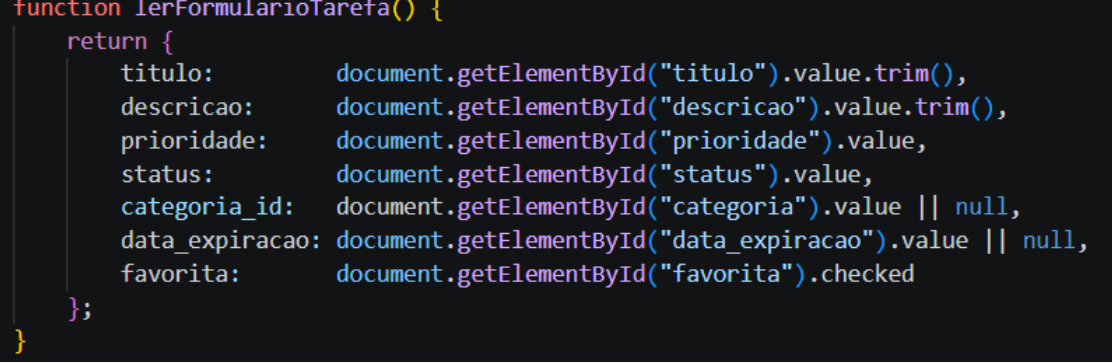 function lerFormularioTarefa() {
    return {
        titulo:         document.getElementById("titulo").value.trim(),
        descricao:      document.getElementById("descricao").value.trim(),
        prioridade:     document.getElementById("prioridade").value,
        status:         document.getElementById("status").value,
        categoria_id:   document.getElementById("categoria").value || null,
        data_expiracao: document.getElementById("data_expiracao").value || null,
        favorita:       document.getElementById("favorita").checked
    };
}